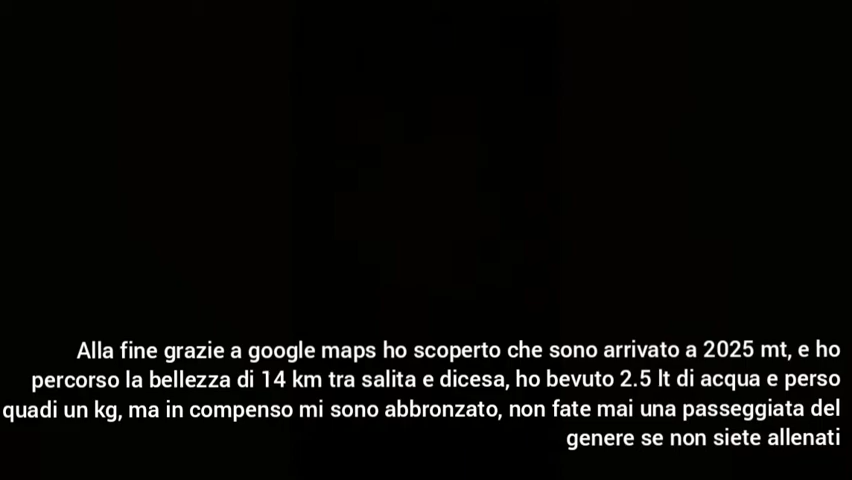 Alla fine grazie a google maps ho scoperto che sono arrivato a 2025 mt, e ho
percorso la bellezza di 14 km tra salita e dicesa, ho bevuto 2.5 lt di acqua e perso
quadi un kg, ma in compenso mi sono abbronzato, non fate mai una passeggiata del
genere se non siete allenati